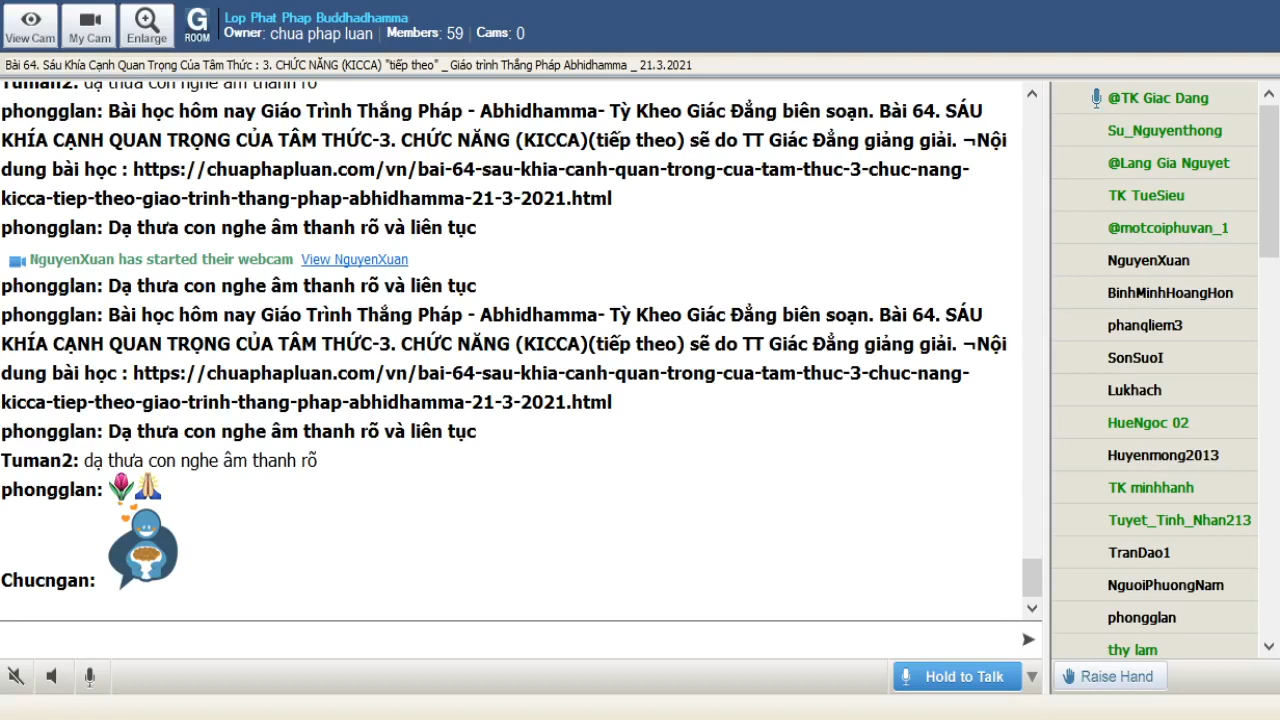 View Cam
My Cam
Enlarge
G ROOM
Lop Phat Phap Buddhadhamma
Owner: chua phap luan Members: 59 Cams: 0
Bài 64. Sáu Khía Cạnh Quan Trọng Của Tâm Thức : 3. CHỨC NĂNG (KICCA) "tiếp theo" _ Giáo trình Thắng Pháp Abhidhamma _ 21.3.2021
Tuman2: dạ thưa con nghe âm thanh rõ
phongglan: Bài học hôm nay Giáo Trình Thắng Pháp - Abhidhamma- Tỳ Kheo Giác Đẳng biên soạn. Bài 64. SÁU
KHÍA CẠNH QUAN TRỌNG CỦA TÂM THỨC-3. CHỨC NĂNG (KICCA)(tiếp theo) sẽ do TT Giác Đẳng giảng giải. ¬Nội
dung bài học : https://chuaphapluan.com/vn/bai-64-sau-khia-canh-quan-trong-cua-tam-thuc-3-chuc-nang-
kicca-tiep-theo-giao-trinh-thang-phap-abhidhamma-21-3-2021.html
phongglan: Dạ thưa con nghe âm thanh rõ và liên tục
NguyenXuan has started their webcam View NguyenXuan
phongglan: Dạ thưa con nghe âm thanh rõ và liên tục
phongglan: Bài học hôm nay Giáo Trình Thắng Pháp - Abhidhamma- Tỳ Kheo Giác Đẳng biên soạn. Bài 64. SÁU
KHÍA CẠNH QUAN TRỌNG CỦA TÂM THỨC-3. CHỨC NĂNG (KICCA)(tiếp theo) sẽ do TT Giác Đẳng giảng giải. ¬Nội
dung bài học : https://chuaphapluan.com/vn/bai-64-sau-khia-canh-quan-trong-cua-tam-thuc-3-chuc-nang-
kicca-tiep-theo-giao-trinh-thang-phap-abhidhamma-21-3-2021.html
phongglan: Dạ thưa con nghe âm thanh rõ và liên tục
Tuman2: dạ thưa con nghe âm thanh rõ
phongglan:
Chucngan:
@TK Giac Dang
Su_Nguyenthong
@Lang Gia Nguyet
TK TueSieu
@motcoiphuvan_1
NguyenXuan
BinhMinhHoangHon
phanqliem3
SonSuoI
Lukhach
HueNgoc 02
Huyenmong2013
TK minhhanh
Tuyet_Tinh_Nhan213
TranDao1
NguoiPhuongNam
phongglan
thy lam
Hold to Talk
Raise Hand